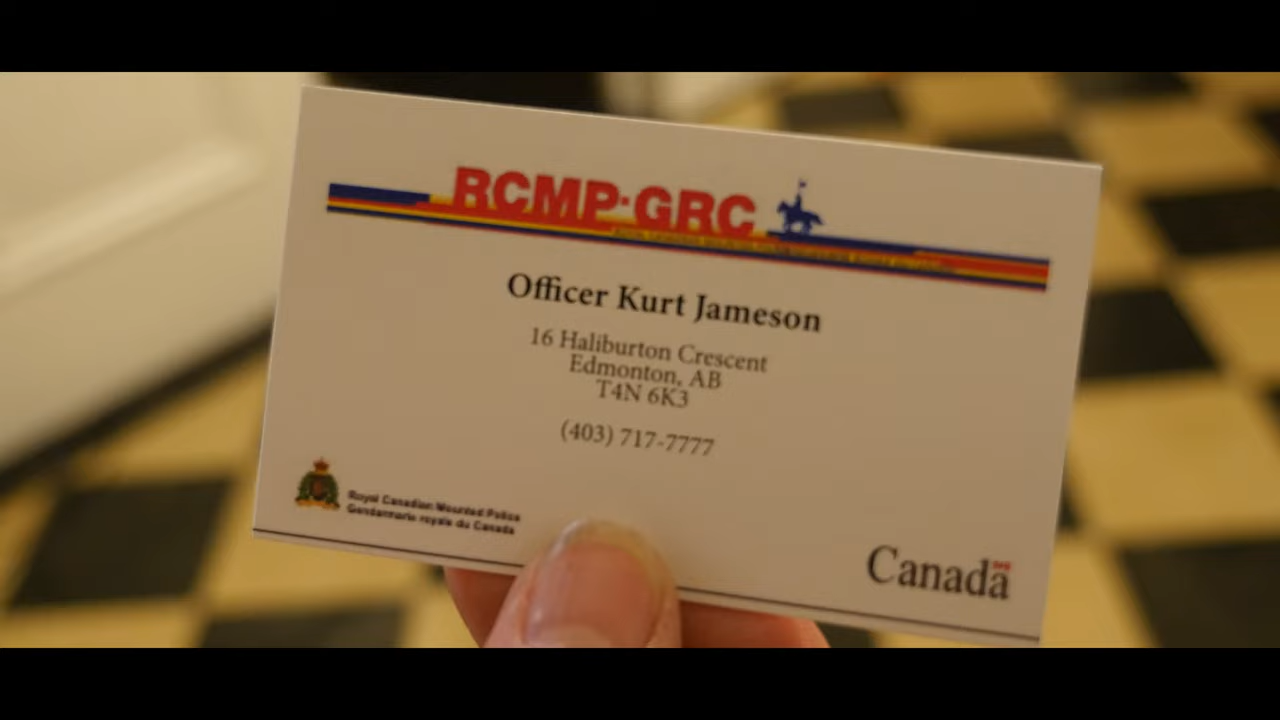 RCMP·GRC
Officer Kurt Jameson
16 Haliburton Crescent
Edmonton, AB
T4N 6K3
(403) 717-7777
Royal Canadian Mounted Police
Gendarmerie royale du Canada
Canada